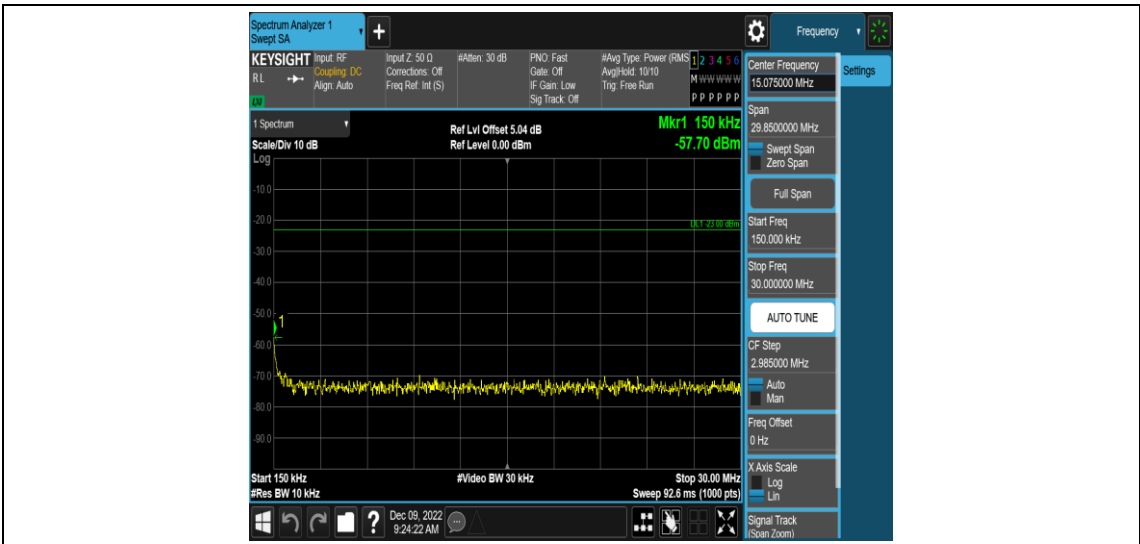 Spectrum Analyzer 1
Swept SA
+
Frequency
KEYSIGHT
RL
LXI
Input: RF
Coupling: DC
Align: Auto
Input Z: 50 Ω
Corrections: Off
Freq Ref: Int (S)
#Atten: 30 dB
PNO: Fast
Gate: Off
IF Gain: Low
Sig Track: Off
#Avg Type: Power (RMS
Avg|Hold: 10/10
Trig: Free Run
1 2 3 4 5 6
M W W W W W
P P P P P P
Center Frequency
15.075000 MHz
Settings
Span
29.8500000 MHz
Swept Span
Zero Span
Full Span
Start Freq
150.000 kHz
Stop Freq
30.000000 MHz
AUTO TUNE
CF Step
2.985000 MHz
Auto
Man
Freq Offset
0 Hz
X Axis Scale
Log
Lin
Signal Track
(Span Zoom)
1 Spectrum
Scale/Div 10 dB
Log
Ref Lvl Offset 5.04 dB
Ref Level 0.00 dBm
Mkr1 150 kHz
-57.70 dBm
-10.0
-20.0
DL1 -23.00 dBm
-30.0
-40.0
-50.0
1
-60.0
-70.0
-80.0
-90.0
Start 150 kHz
#Video BW 30 kHz
Stop 30.00 MHz
#Res BW 10 kHz
Sweep 92.6 ms (1000 pts)
?
Dec 09, 2022
9:24:22 AM